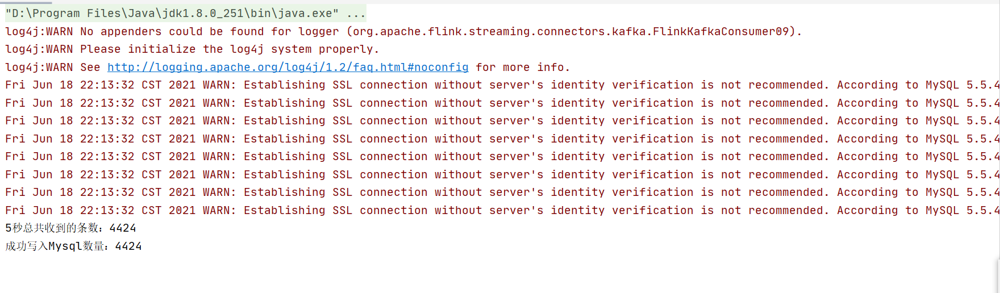 "D:\Program Files\Java\jdk1.8.0_251\bin\java.exe" ...
log4j:WARN No appenders could be found for logger (org.apache.flink.streaming.connectors.kafka.FlinkKafkaConsumer09).
log4j:WARN Please initialize the log4j system properly.
log4j:WARN See http://logging.apache.org/log4j/1.2/faq.html#noconfig for more info.
Fri Jun 18 22:13:32 CST 2021 WARN: Establishing SSL connection without server's identity verification is not recommended. According to MySQL 5.5.4
Fri Jun 18 22:13:32 CST 2021 WARN: Establishing SSL connection without server's identity verification is not recommended. According to MySQL 5.5.4
Fri Jun 18 22:13:32 CST 2021 WARN: Establishing SSL connection without server's identity verification is not recommended. According to MySQL 5.5.4
Fri Jun 18 22:13:32 CST 2021 WARN: Establishing SSL connection without server's identity verification is not recommended. According to MySQL 5.5.4
Fri Jun 18 22:13:32 CST 2021 WARN: Establishing SSL connection without server's identity verification is not recommended. According to MySQL 5.5.4
Fri Jun 18 22:13:32 CST 2021 WARN: Establishing SSL connection without server's identity verification is not recommended. According to MySQL 5.5.4
Fri Jun 18 22:13:32 CST 2021 WARN: Establishing SSL connection without server's identity verification is not recommended. According to MySQL 5.5.4
Fri Jun 18 22:13:32 CST 2021 WARN: Establishing SSL connection without server's identity verification is not recommended. According to MySQL 5.5.4
5秒总共收到的条数：4424
成功写入Mysql数量：4424